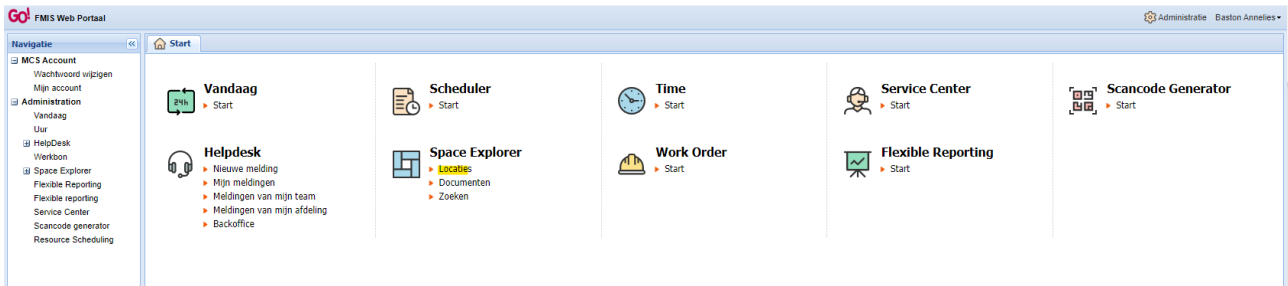 GO! FMIS Web Portaal
Administratie Baston Annelies
Navigatie
MCS Account
Wachtwoord wijzigen
Mijn account
Administration
Vandaag
Uur
HelpDesk
Werkbon
Space Explorer
Flexible Reporting
Flexible reporting
Service Center
Scancode generator
Resource Scheduling
Start
24h
Vandaag
Start
Scheduler
Start
Time
Start
Service Center
Start
Scancode Generator
Start
Helpdesk
Nieuwe melding
Mijn meldingen
Meldingen van mijn team
Meldingen van mijn afdeling
Backoffice
Space Explorer
Locaties
Documenten
Zoeken
Work Order
Start
Flexible Reporting
Start